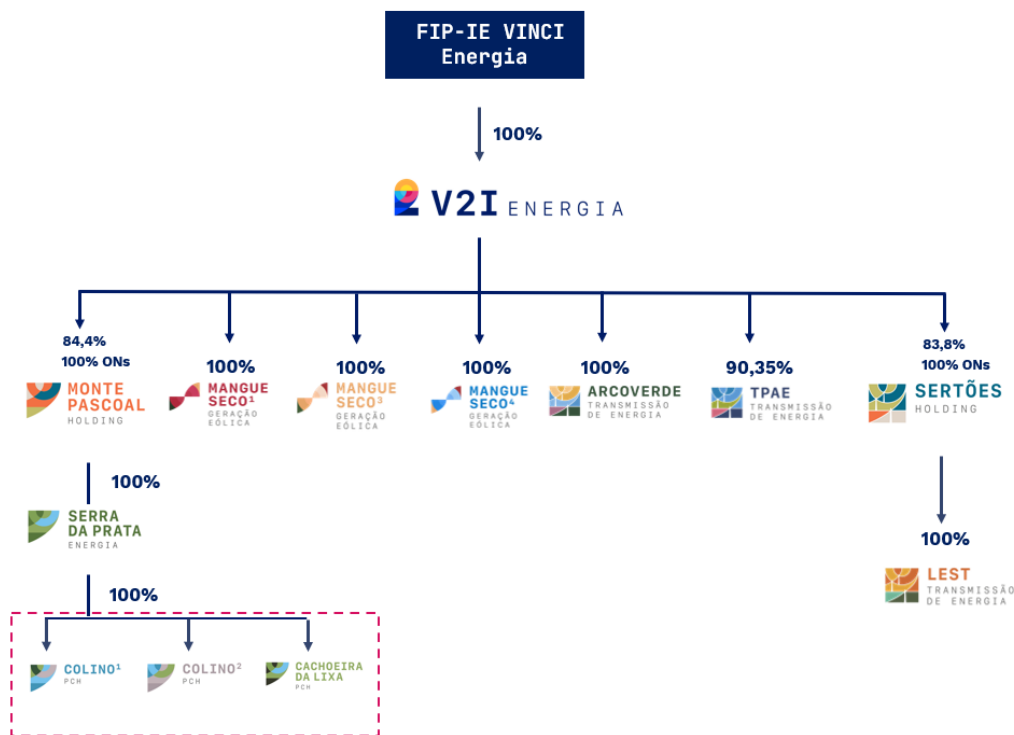 FIP-IE VINCI
Energia
100%
V2I ENERGIA
84,4%
100% ONs
MONTE
PASCOAL
HOLDING
100%
MANGUE
SECO¹
GERAÇÃO
EÓLICA
100%
MANGUE
SECO³
GERAÇÃO
EÓLICA
100%
MANGUE
SECO⁴
GERAÇÃO
EÓLICA
100%
ARCOVERDE
TRANSMISSÃO
DE ENERGIA
90,35%
TPAE
TRANSMISSÃO
DE ENERGIA
83,8%
100% ONs
SERTÕES
HOLDING
100%
SERRA
DA PRATA
ENERGIA
100%
LEST
TRANSMISSÃO
DE ENERGIA
100%
COLINO¹
PCH
COLINO²
PCH
CACHOEIRA
DA LIXA
PCH